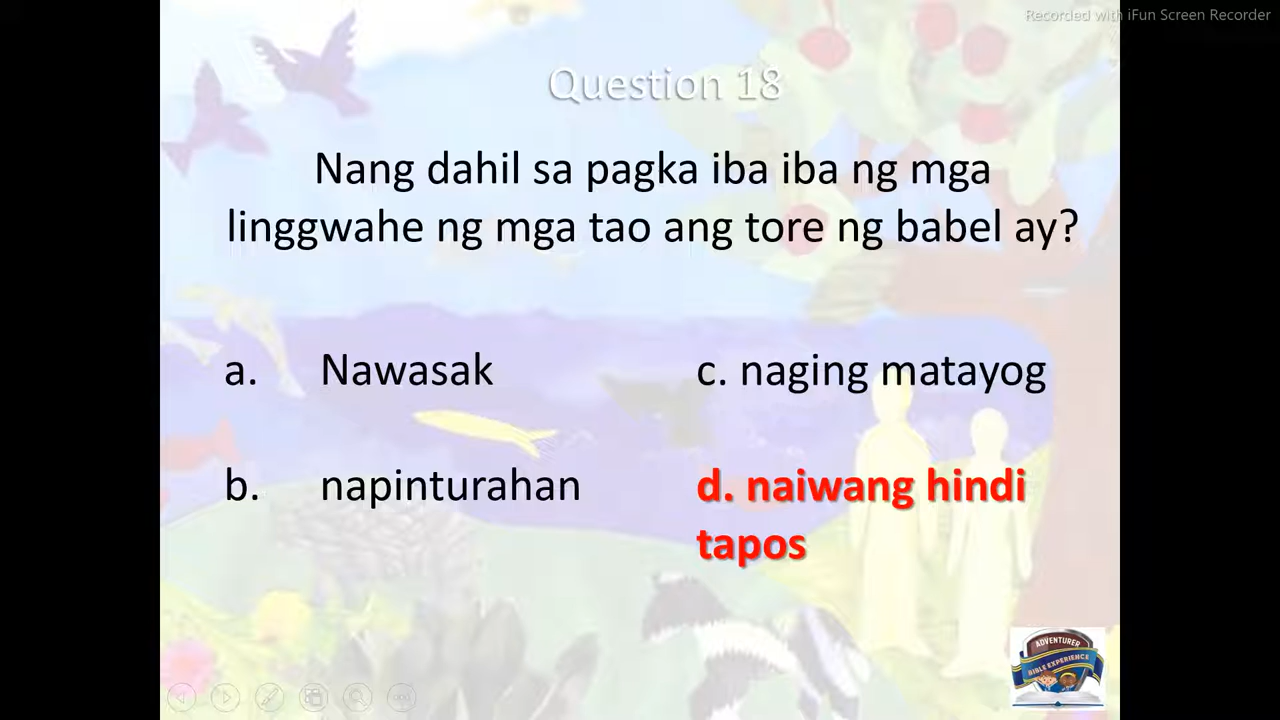 Recorded with iFun Screen Recorder
Question 18
Nang dahil sa pagka iba iba ng mga
linggwahe ng mga tao ang tore ng babel ay?
a. Nawasak
c. naging matayog
b. napinturahan
d. naiwang hindi
tapos
ADVENTURER
BIBLE EXPERIENCE